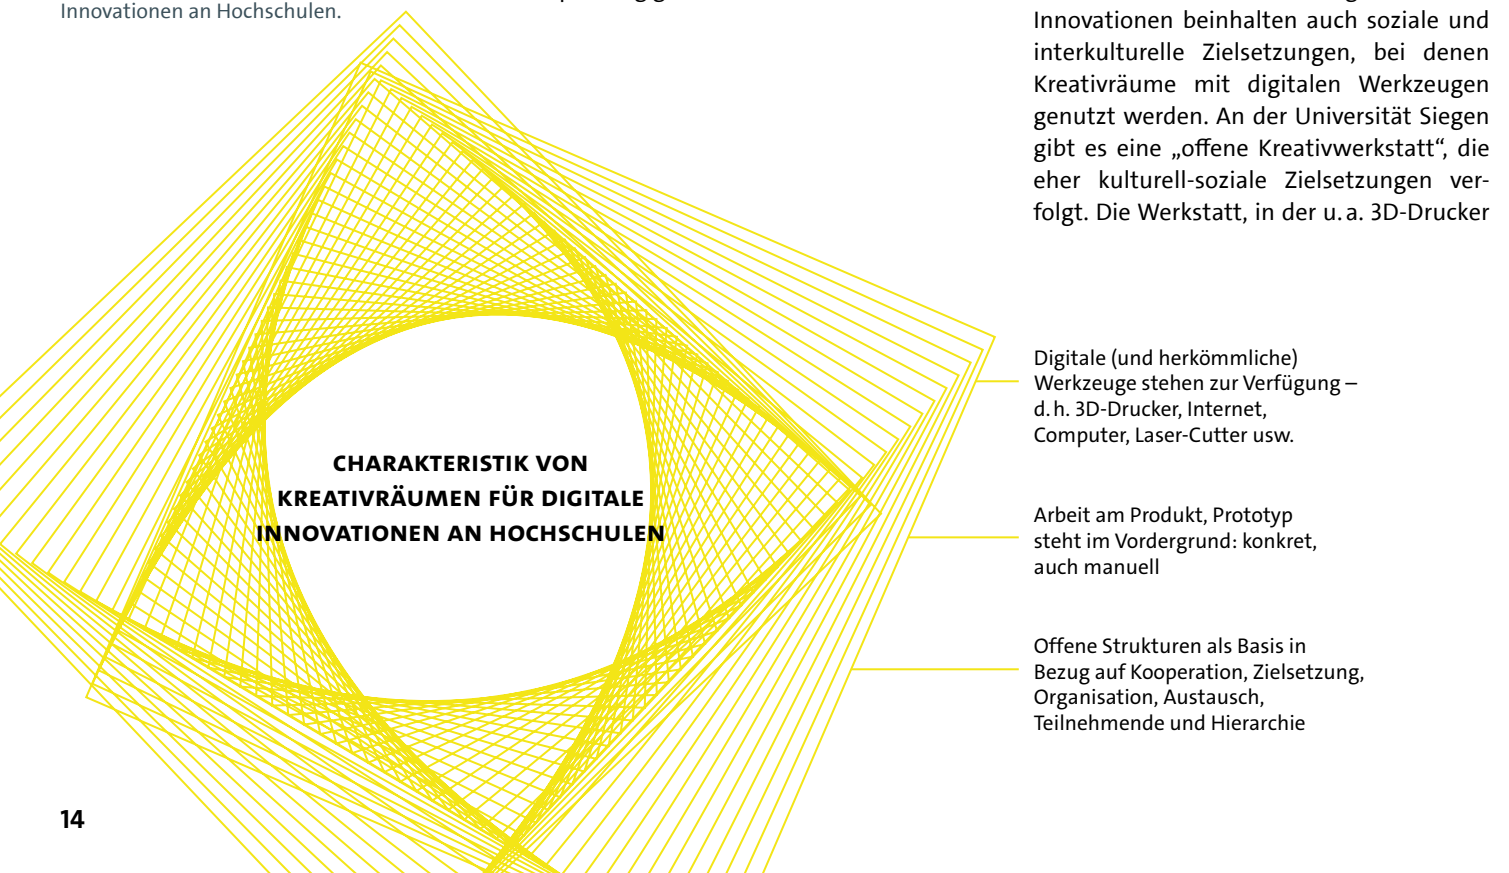 Innovationen an Hochschulen.
Innovationen beinhalten auch soziale und
interkulturelle Zielsetzungen, bei denen
Kreativräume mit digitalen Werkzeugen
genutzt werden. An der Universität Siegen
gibt es eine „offene Kreativwerkstatt“, die
eher kulturell-soziale Zielsetzungen ver-
folgt. Die Werkstatt, in der u. a. 3D-Drucker
CHARAKTERISTIK VON
KREATIVRÄUMEN FÜR DIGITALE
INNOVATIONEN AN HOCHSCHULEN
Digitale (und herkömmliche)
Werkzeuge stehen zur Verfügung –
d. h. 3D-Drucker, Internet,
Computer, Laser-Cutter usw.
Arbeit am Produkt, Prototyp
steht im Vordergrund: konkret,
auch manuell
Offene Strukturen als Basis in
Bezug auf Kooperation, Zielsetzung,
Organisation, Austausch,
Teilnehmende und Hierarchie
14